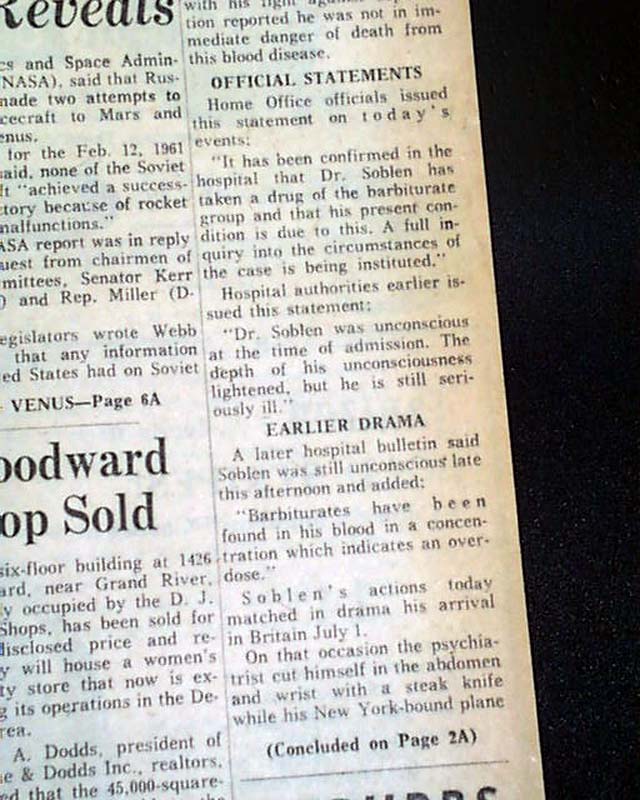 Reveals
cs and Space Admin-
NASA), said that Rus-
made two attempts to
cecraft to Mars and
enus.
for the Feb. 12, 1961
aid, none of the Soviet
ft "achieved a success-
ctory because of rocket
malfunctions."
ASA report was in reply
uest from chairmen of
mmittees, Senator Kerr
) and Rep. Miller (D-
egislators wrote Webb
that any information
ed States had on Soviet
VENUS—Page 6A
oodward
op Sold
six-floor building at 1426
ard, near Grand River,
y occupied by the D. J.
Shops, has been sold for
disclosed price and re-
y will house a women's
ty store that now is ex-
g its operations in the De-
rea.
A. Dodds, president of
e & Dodds Inc., realtors,
ed that the 45,000-square-
with his fight against
tion reported he was not in im-
mediate danger of death from
this blood disease.
OFFICIAL STATEMENTS
Home Office officials issued
this statement on today's
events:
"It has been confirmed in the
hospital that Dr. Soblen has
taken a drug of the barbiturate
group and that his present con-
dition is due to this. A full in-
quiry into the circumstances of
the case is being instituted."
Hospital authorities earlier is-
sued this statement:
"Dr. Soblen was unconscious
at the time of admission. The
depth of his unconsciousness
lightened, but he is still seri-
ously ill."
EARLIER DRAMA
A later hospital bulletin said
Soblen was still unconscious late
this afternoon and added:
"Barbiturates have been
found in his blood in a concen-
tration which indicates an over-
dose."
Soblen's actions today
matched in drama his arrival
in Britain July 1.
On that occasion the psychia-
trist cut himself in the abdomen
and wrist with a steak knife
while his New York-bound plane
(Concluded on Page 2A)